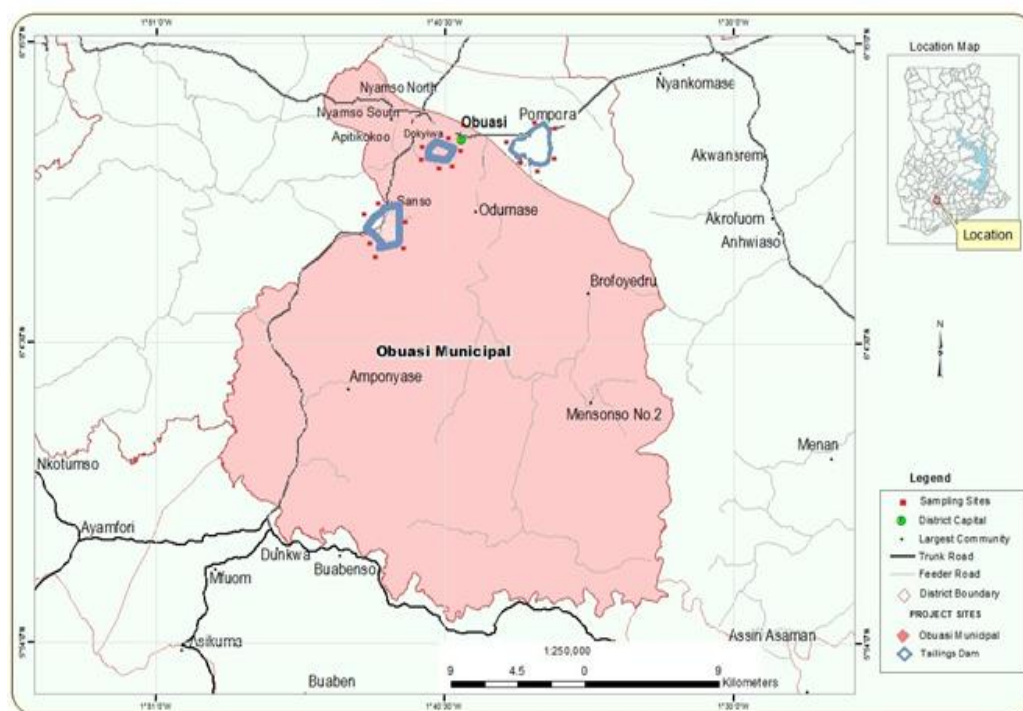 Location Map
Location
N
Nyankomase
Nyamso North
Nyamso South
Pompora
Obuasi
Apitikokoo
Dokyiwa
Akwansrem
Sanso
Odumase
Akrofuom
Anhwiaso
Brofoyedru
Obuasi Municipal
Amponyase
Mensonso No.2
Menan
Nkotumso
Ayamfori
Dunkwa
Buabenso
Mfuom
Asikuma
Assin Asaman
Buaben
1:250,000
9 4.5 0 9
Kilometers
Legend
Sampling Sites
District Capital
Largest Community
Trunk Road
Feeder Road
District Boundary
PROJECT SITES
Obuasi Municipal
Tailings Dam